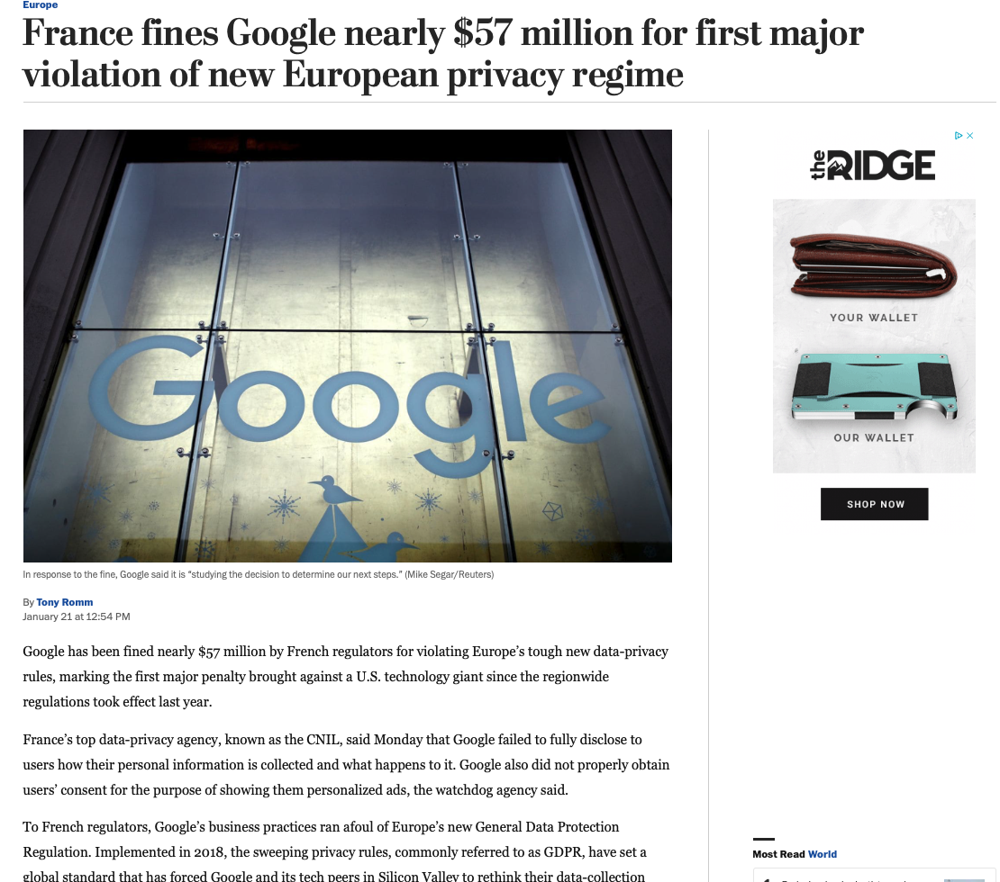 Europe
France fines Google nearly $57 million for first major
violation of new European privacy regime
Google
In response to the fine, Google said it is “studying the decision to determine our next steps.” (Mike Segar/Reuters)
By Tony Romm
January 21 at 12:54 PM
Google has been fined nearly $57 million by French regulators for violating Europe’s tough new data-privacy
rules, marking the first major penalty brought against a U.S. technology giant since the regionwide
regulations took effect last year.
France’s top data-privacy agency, known as the CNIL, said Monday that Google failed to fully disclose to
users how their personal information is collected and what happens to it. Google also did not properly obtain
users’ consent for the purpose of showing them personalized ads, the watchdog agency said.
To French regulators, Google’s business practices ran afoul of Europe’s new General Data Protection
Regulation. Implemented in 2018, the sweeping privacy rules, commonly referred to as GDPR, have set a
global standard that has forced Google and its tech peers in Silicon Valley to rethink their data-collection
the RIDGE
YOUR WALLET
OUR WALLET
SHOP NOW
Most Read World